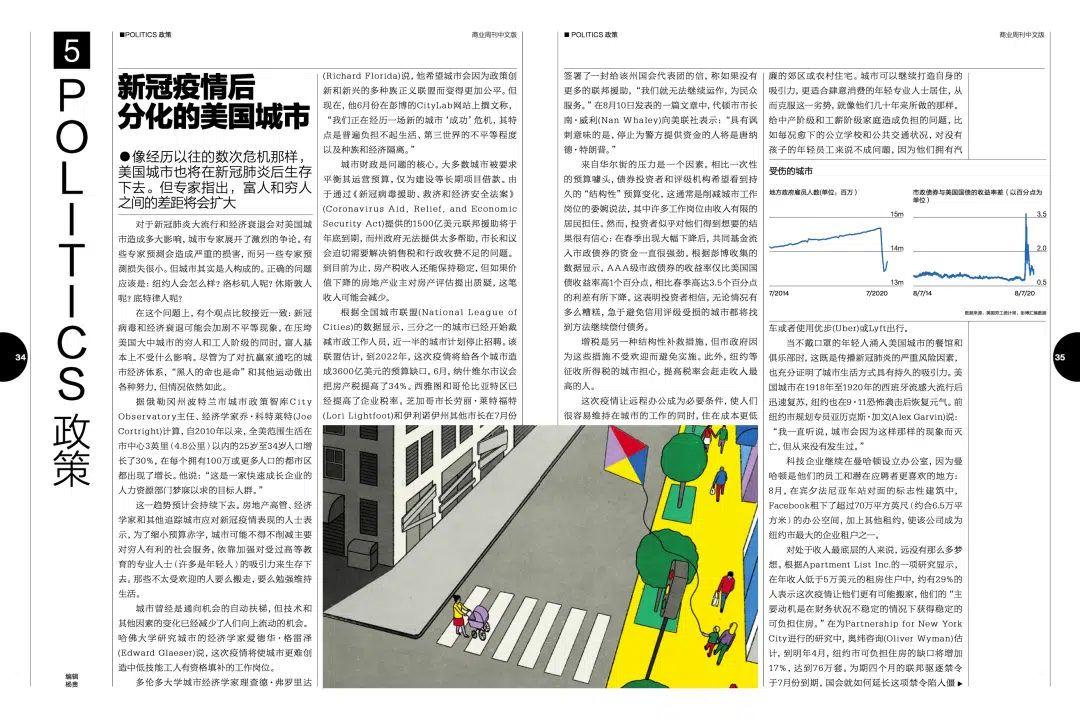 5
POLITICS 政策
34
编辑
杨贵
■POLITICS 政策
商业周刊中文版
新冠疫情后
分化的美国城市
●像经历以往的数次危机那样，
美国城市也将在新冠肺炎后生存
下去。但专家指出，富人和穷人
之间的差距将会扩大
对于新冠肺炎大流行和经济衰退会对美国城
市造成多大影响，城市专家展开了激烈的争论，有
些专家预测会造成严重的损害，而另一些专家预
测损失很小。但城市其实是人构成的。正确的问题
应该是：纽约人会怎么样？洛杉矶人呢？休斯敦人
呢？底特律人呢？
在这个问题上，有个观点比较接近一致：新冠
病毒和经济衰退可能会加剧不平等现象，在压垮
美国大中城市的穷人和工人阶级的同时，富人基
本上不受什么影响。尽管为了对抗赢家通吃的城
市经济体系，“黑人的命也是命”和其他运动做出
各种努力，但情况依然如此。
据俄勒冈州波特兰市城市政策智库City
Observatory主任、经济学家乔·科特莱特(Joe
Cortright)计算，自2010年以来，全美范围生活在
市中心3英里（4.8公里）以内的25岁至34岁人口增
长了30%，在每个拥有100万或更多人口的都市区
都出现了增长。他说：“这是一家快速成长企业的
人力资源部门梦寐以求的目标人群。”
这一趋势预计会持续下去。房地产高管、经济
学家和其他追踪城市应对新冠疫情表现的人士表
示，为了缩小预算赤字，城市可能不得不削减主要
对穷人有利的社会服务，依靠加强对受过高等教
育的专业人士（许多是年轻人）的吸引力来生存下
去。那些不太受欢迎的人要么搬走，要么勉强维持
生活。
城市曾经是通向机会的自动扶梯，但技术和
其他因素的变化已经减少了人们向上流动的机会。
哈佛大学研究城市的经济学家爱德华·格雷泽
(Edward Glaeser)说，这次疫情将使城市更难创
造中低技能工人有资格填补的工作岗位。
多伦多大学城市经济学家理查德·弗罗里达
(Richard Florida)说，他希望城市会因为政策创
新和新兴的多种族正义联盟而变得更加公平。但
现在，他6月份在彭博的CityLab网站上撰文称，
“我们正在经历一场新的城市‘成功’危机，其特
点是普遍负担不起生活、第三世界的不平等程度
以及种族和经济隔离。”
城市财政是问题的核心。大多数城市被要求
平衡其运营预算，仅为建设等长期项目借款。由
于通过《新冠病毒援助、救济和经济安全法案》
(Coronavirus Aid, Relief, and Economic
Security Act)提供的1500亿美元联邦援助将于
年底到期，而州政府无法提供太多帮助，市长和议
会迫切需要解决销售税和行政收费不足的问题。
到目前为止，房产税收入还能保持稳定，但如果价
值下降的房地产业主对房产评估提出质疑，这笔
收入可能会减少。
根据全国城市联盟(National League of
Cities)的数据显示，三分之一的城市已经开始裁
减市政工作人员，近一半的城市计划停止招聘。该
联盟估计，到2022年，这次疫情将给各个城市造
成3600亿美元的预算缺口。6月，纳什维尔市议会
把房产税提高了34%。西雅图和哥伦比亚特区已
经提高了企业税率。芝加哥市长劳丽·莱特福特
(Lori Lightfoot)和伊利诺伊州其他市长在7月份
■ POLITICS 政策
商业周刊中文版
签署了一封给该州国会代表团的信，称如果没有
更多的联邦援助，“我们就无法继续运作，为民众
服务。”在8月10日发表的一篇文章中，代顿市市长
南·威利(Nan Whaley)向美联社表示：“具有讽
刺意味的是，停止为警方提供资金的人将是唐纳
德·特朗普。”
来自华尔街的压力是一个因素。相比一次性
的预算噱头，债券投资者和评级机构希望看到持
久的“结构性”预算变化，这通常是削减城市工作
岗位的委婉说法，其中许多工作岗位由收入有限的
居民担任。然而，投资者似乎对他们得到想要的结
果很有信心：在春季出现大幅下降后，共同基金流
入市政债券的资金一直很强劲。根据彭博收集的
数据显示，AAA级市政债券的收益率仅比美国国
债收益率高1个百分点，相比春季高达3.5个百分点
的利差有所下降。这表明投资者相信，无论情况有
多么糟糕，急于避免信用评级受损的城市都将找
到方法继续偿付债务。
增税是另一种结构性补救措施，但市政府因
为这些措施不受欢迎而避免实施。此外，纽约等
征收所得税的城市担心，提高税率会赶走收入最
高的人。
这次疫情让远程办公成为必要条件，使人们
很容易维持在城市的工作的同时，住在成本更低
廉的郊区或农村住宅。城市可以继续打造自身的
吸引力，更适合肆意消费的年轻专业人士居住，从
而克服这一劣势，就像他们几十年来所做的那样。
给中产阶级和工薪阶级家庭造成负担的问题，比
如每况愈下的公立学校和公共交通状况，对没有
孩子的年轻员工来说不成问题，因为他们拥有汽
受伤的城市
地方政府雇员人数（单位：百万）
15m
14m
13m
7/2014
7/2020
市政债券与美国国债的收益率差（以百分点为
单位）
3.5
2.0
0.5
8/7/14
8/7/20
数据来源：美国劳工统计局，彭博汇编数据
车或者使用优步(Uber)或Lyft出行。
当不戴口罩的年轻人涌入美国城市的餐馆和
俱乐部时，这既是传播新冠肺炎的严重风险因素，
也充分证明了城市生活方式具有持久的吸引力。美
国城市在1918年至1920年的西班牙流感大流行后
迅速复苏，纽约也在9·11恐怖袭击后恢复元气。前
纽约市规划专员亚历克斯·加文(Alex Garvin)说：
“我一直听说，城市会因为这样那样的现象而灭
亡，但从来没有发生过。”
科技企业继续在曼哈顿设立办公室，因为曼
哈顿是他们的员工和潜在应聘者更喜欢的地方：
8月，在宾夕法尼亚车站对面的标志性建筑中，
Facebook租下了超过70万平方英尺（约合6.5万平
方米）的办公空间，加上其他租约，使该公司成为
纽约市最大的企业租户之一。
对处于收入最底层的人来说，远没有那么多梦
想。根据Apartment List Inc.的一项研究显示，
在年收入低于5万美元的租房住户中，约有29%的
人表示这次疫情让他们更有可能搬家，他们的“主
要动机是在财务状况不稳定的情况下获得稳定的
可负担住房。”在为Partnership for New York
City进行的研究中，奥纬咨询(Oliver Wyman)估
计，到明年4月，纽约市可负担住房的缺口将增加
17%，达到76万套。为期四个月的联邦驱逐禁令
于7月份到期，国会就如何延长这项禁令陷入僵 ▶
35